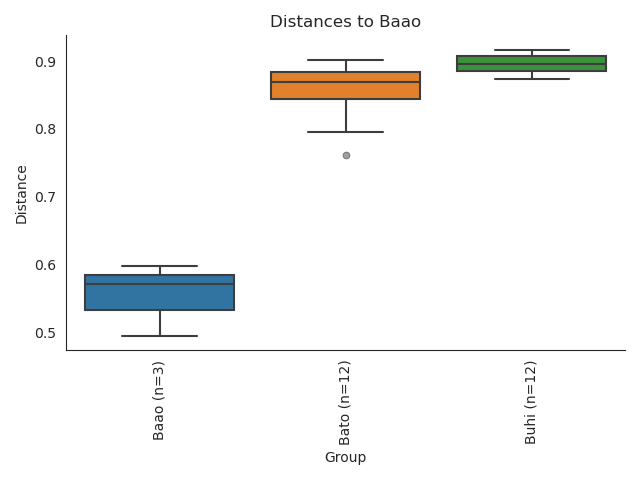 Distances to Baao
Distance
0.9
0.8
0.7
0.6
0.5
Baao (n=3)
Bato (n=12)
Buhi (n=12)
Group